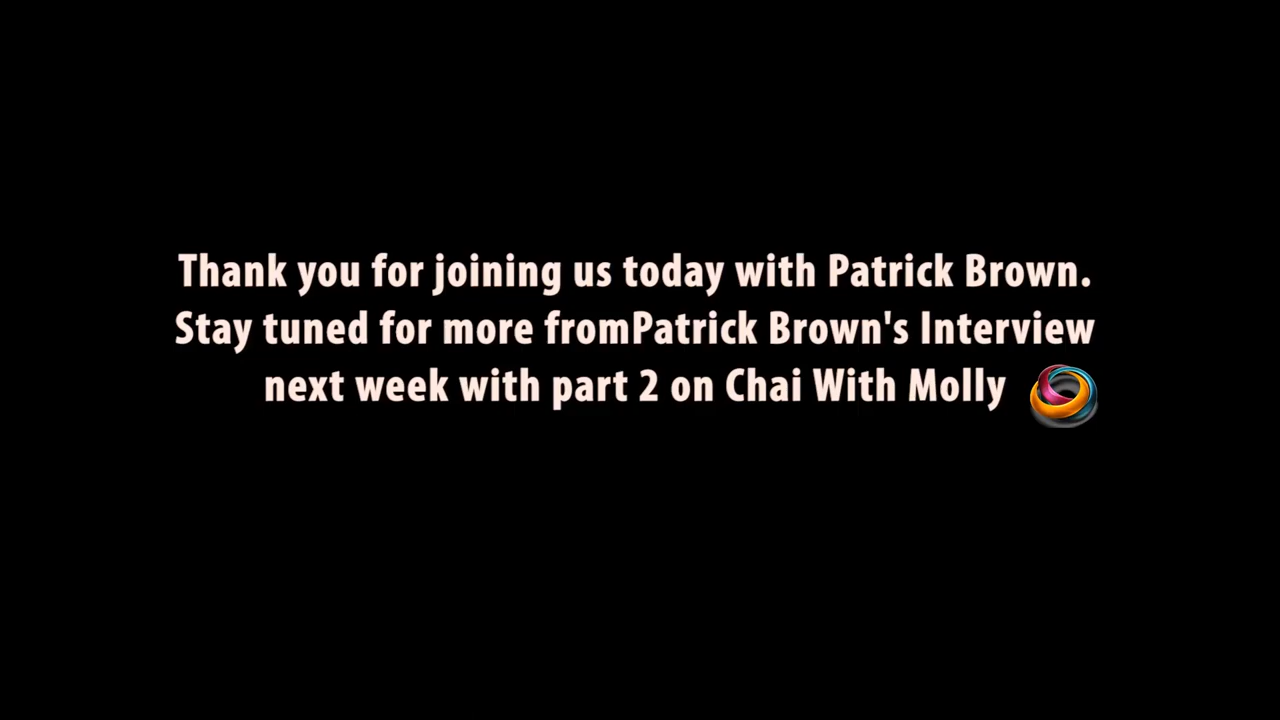 Thank you for joining us today with Patrick Brown.
Stay tuned for more fromPatrick Brown's Interview
next week with part 2 on Chai With Molly